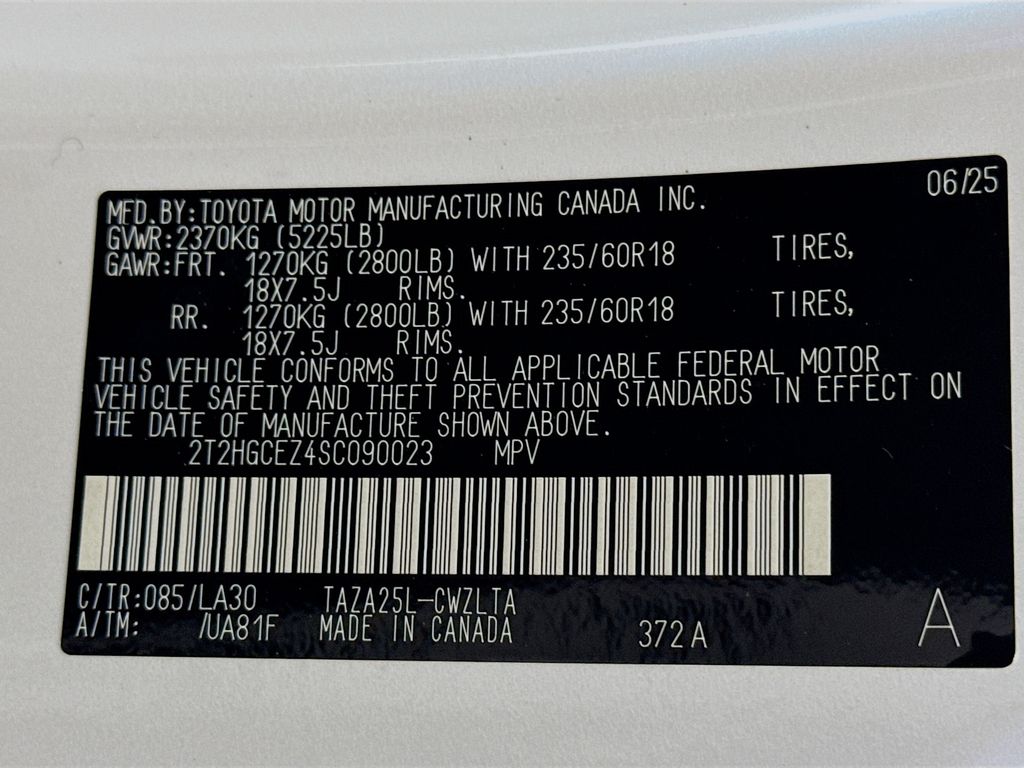 06/25
MFD.BY:TOYOTA MOTOR MANUFACTURING CANADA INC.
GVWR:2370KG (5225LB)
GAWR:FRT. 1270KG (2800LB) WITH 235/60R18 TIRES,
18X7.5J RIMS.
RR. 1270KG (2800LB) WITH 235/60R18 TIRES,
18X7.5J RIMS.
THIS VEHICLE CONFORMS TO ALL APPLICABLE FEDERAL MOTOR
VEHICLE SAFETY AND THEFT PREVENTION STANDARDS IN EFFECT ON
THE DATE OF MANUFACTURE SHOWN ABOVE.
2T2HGCEZ4SC090023 MPV
C/TR:085/LA30 TAZA25L-CWZLTA
A/TM: /UA81F MADE IN CANADA 372A A